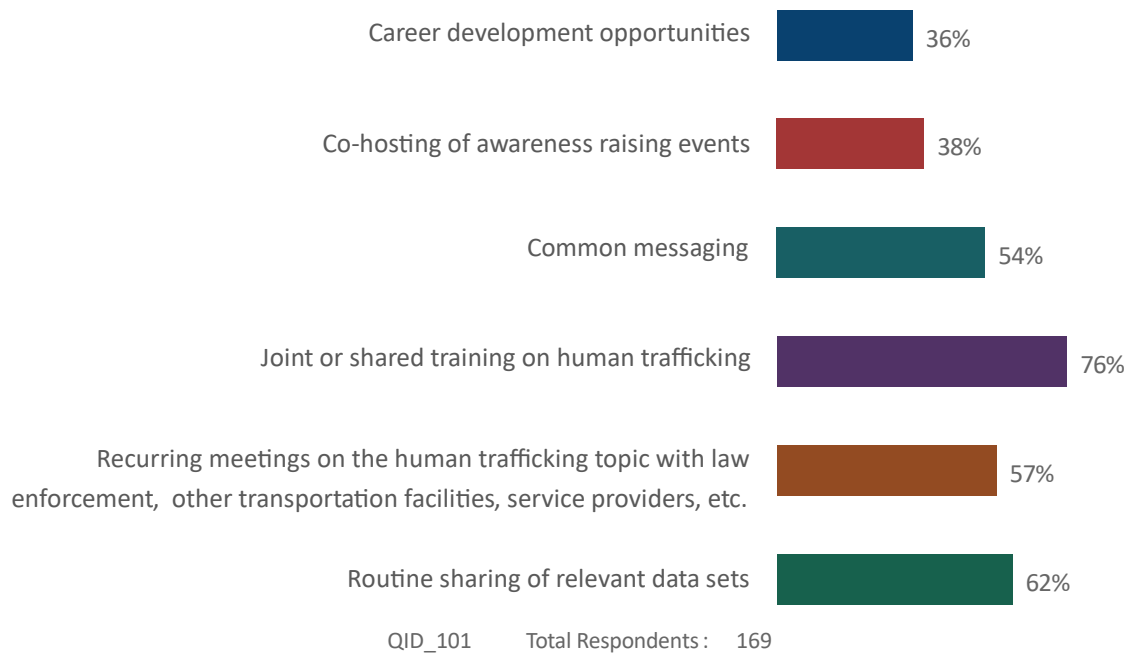 Career development opportunities 36%
Co-hosting of awareness raising events 38%
Common messaging 54%
Joint or shared training on human trafficking 76%
Recurring meetings on the human trafficking topic with law
enforcement, other transportation facilities, service providers, etc. 57%
Routine sharing of relevant data sets 62%
QID_101 Total Respondents : 169